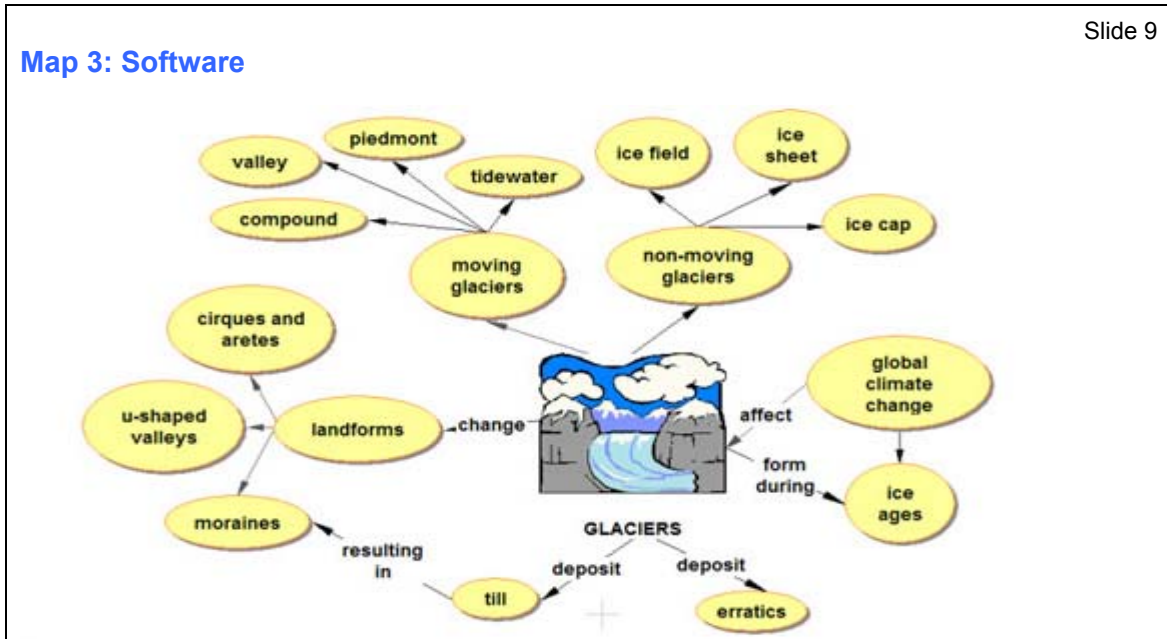 Slide 9
Map 3: Software
piedmont
valley
tidewater
compound
moving
glaciers
ice field
ice
sheet
ice cap
non-moving
glaciers
cirques and
aretes
u-shaped
valleys
landforms
moraines
change
global
climate
change
affect
form
during
ice
ages
GLACIERS
resulting
in
deposit
deposit
till
erratics